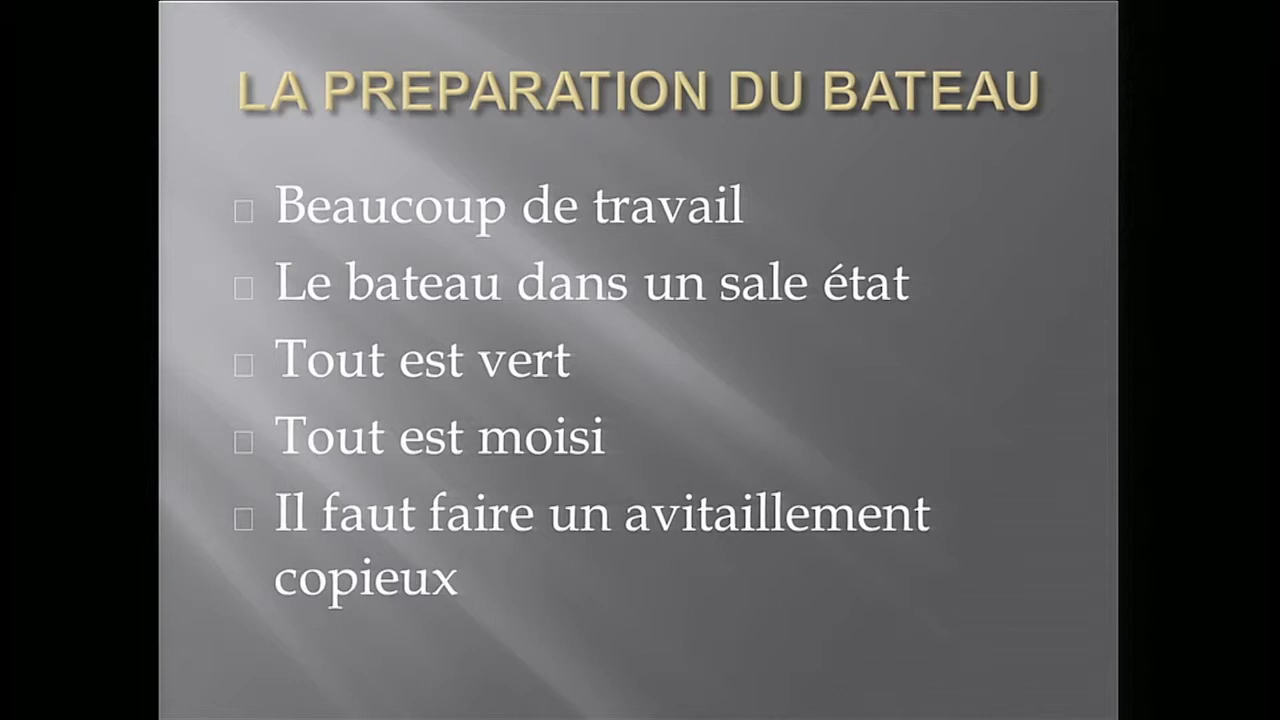 LA PREPARATION DU BATEAU
Beaucoup de travail
Le bateau dans un sale état
Tout est vert
Tout est moisi
Il faut faire un avitaillement
copieux